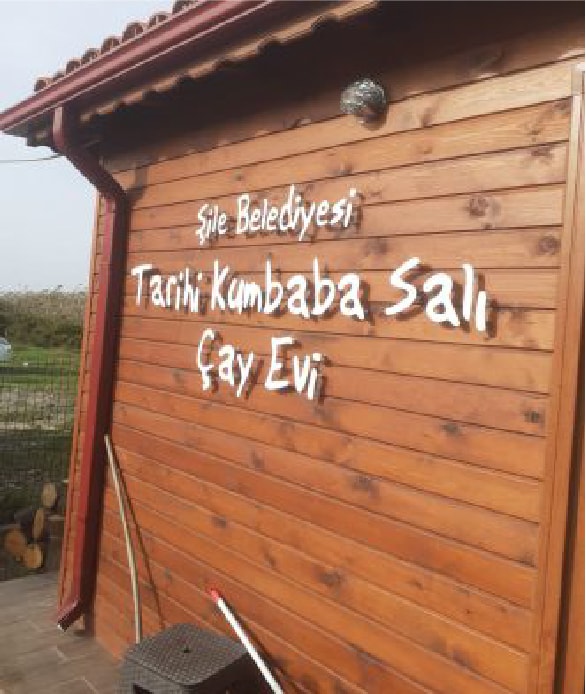 Şile Belediyesi
Tarihi Kumbaba Salı
Çay Evi